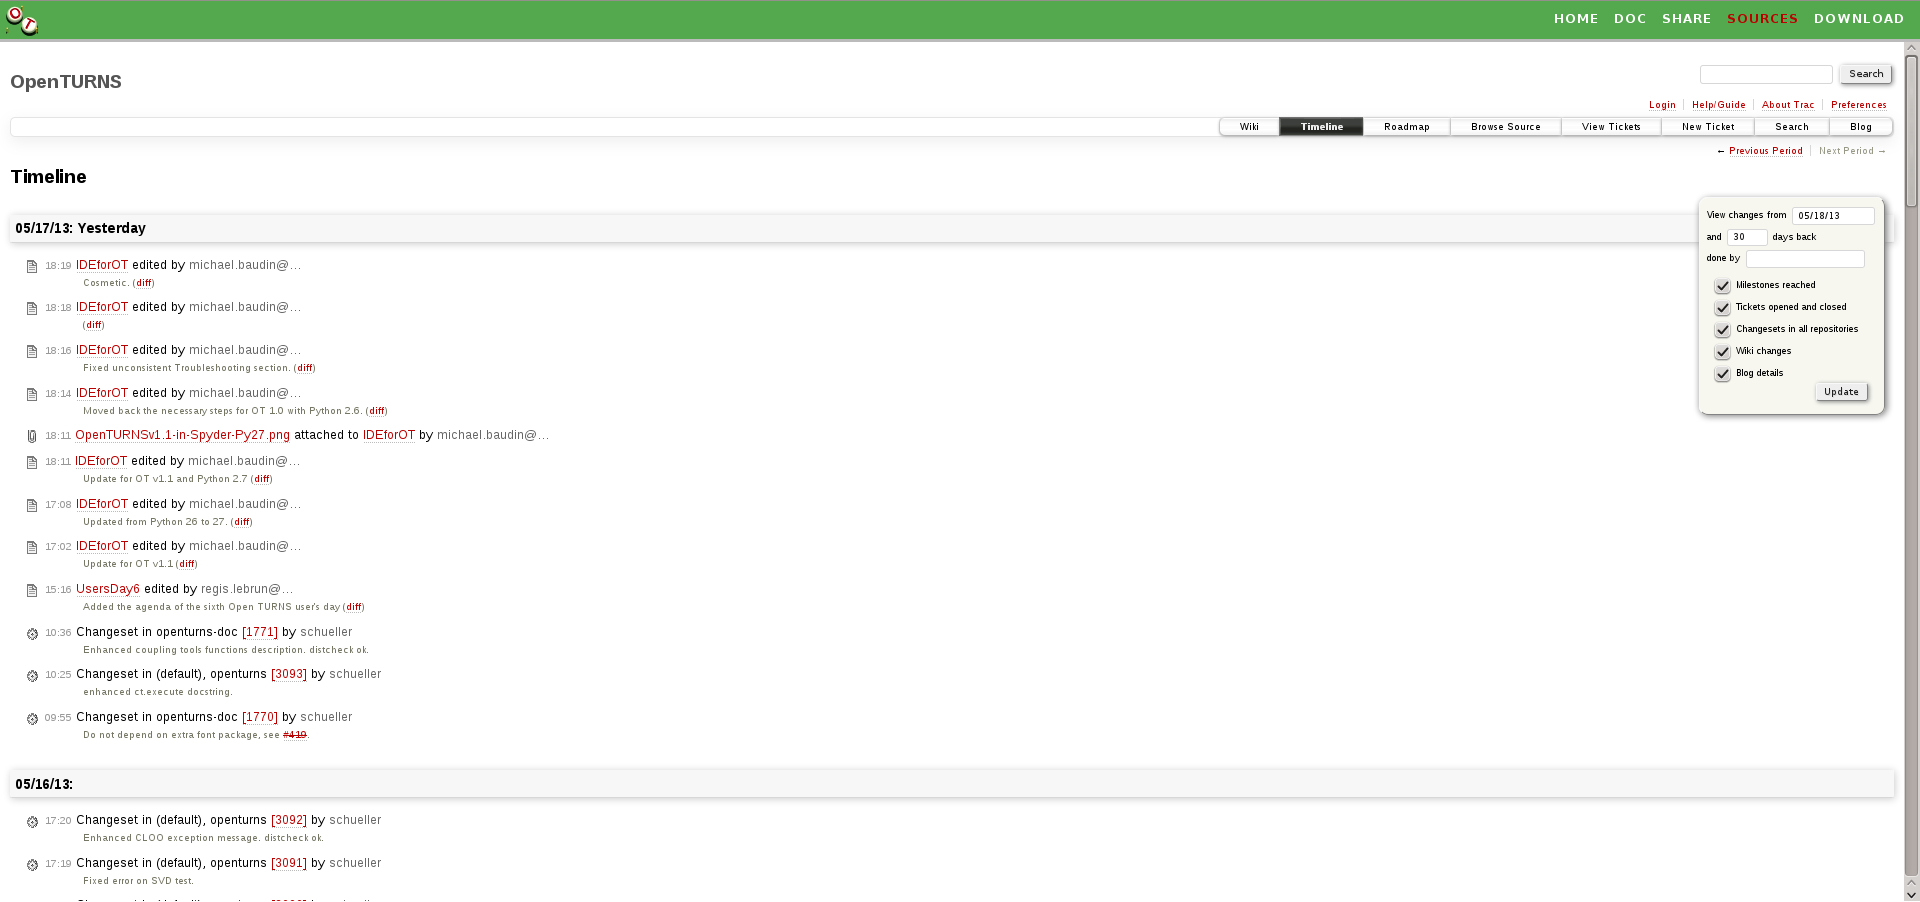 OT
HOME DOC SHARE SOURCES DOWNLOAD
OpenTURNS
Search
Login Help/Guide About Trac Preferences
Wiki Timeline Roadmap Browse Source View Tickets New Ticket Search Blog
← Previous Period Next Period →
Timeline
View changes from 05/18/13
and 30 days back
done by
Milestones reached
Tickets opened and closed
Changesets in all repositories
Wiki changes
Blog details
Update
05/17/13: Yesterday
18:19 IDEforOT edited by michael.baudin@…
Cosmetic. (diff)
18:18 IDEforOT edited by michael.baudin@…
(diff)
18:16 IDEforOT edited by michael.baudin@…
Fixed unconsistent Troubleshooting section. (diff)
18:14 IDEforOT edited by michael.baudin@…
Moved back the necessary steps for OT 1.0 with Python 2.6. (diff)
18:11 OpenTURNSv1.1-in-Spyder-Py27.png attached to IDEforOT by michael.baudin@…
18:11 IDEforOT edited by michael.baudin@…
Update for OT v1.1 and Python 2.7 (diff)
17:08 IDEforOT edited by michael.baudin@…
Updated from Python 26 to 27. (diff)
17:02 IDEforOT edited by michael.baudin@…
Update for OT v1.1 (diff)
15:16 UsersDay6 edited by regis.lebrun@…
Added the agenda of the sixth Open TURNS user's day (diff)
10:36 Changeset in openturns-doc [1771] by schueller
Enhanced coupling tools functions description. distcheck ok.
10:25 Changeset in (default), openturns [3093] by schueller
enhanced ct.execute docstring.
09:55 Changeset in openturns-doc [1770] by schueller
Do not depend on extra font package, see #419.
05/16/13:
17:20 Changeset in (default), openturns [3092] by schueller
Enhanced CLOO exception message. distcheck ok.
17:19 Changeset in (default), openturns [3091] by schueller
Fixed error on SVD test.